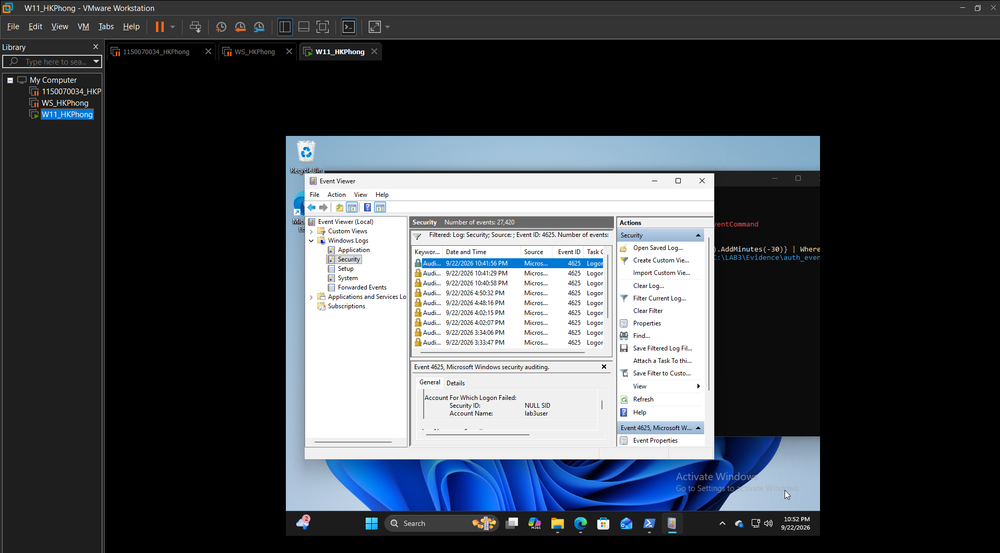 W11_HKPhong - VMware Workstation
File Edit View VM Tabs Help
Library
Type here to sea...
My Computer
1150070034_HKP
WS_HKPhong
W11_HKPhong
1150070034_HKPhong
WS_HKPhong
W11_HKPhong
Recycle Bin
Event Viewer
File Action View Help
Event Viewer (Local)
Custom Views
Windows Logs
Application
Security
Setup
System
Forwarded Events
Applications and Services Lo
Subscriptions
Security Number of events: 27,420
Filtered: Log: Security; Source: ; Event ID: 4625. Number of events:
Keywor... Date and Time Source Event ID Task C
Audi... 9/22/2026 10:41:56 PM Micros... 4625 Logor
Audi... 9/22/2026 10:41:29 PM Micros... 4625 Logor
Audi... 9/22/2026 10:40:58 PM Micros... 4625 Logor
Audi... 9/22/2026 4:50:32 PM Micros... 4625 Logor
Audi... 9/22/2026 4:48:16 PM Micros... 4625 Logor
Audi... 9/22/2026 4:02:15 PM Micros... 4625 Logor
Audi... 9/22/2026 4:02:07 PM Micros... 4625 Logor
Audi... 9/22/2026 3:34:06 PM Micros... 4625 Logor
Audi... 9/22/2026 3:33:47 PM Micros... 4625 Logor
Event 4625, Microsoft Windows security auditing.
General Details
Account For Which Logon Failed:
Security ID: NULL SID
Account Name: lab3user
Actions
Security
Open Saved Log...
Create Custom Vie...
Import Custom Vie...
Clear Log...
Filter Current Log...
Clear Filter
Properties
Find...
Save Filtered Log Fil...
Attach a Task To thi...
Save Filter to Custo...
View
Refresh
Help
Event 4625, Microsoft W...
Event Properties
ventCommand
).AddMinutes(-30)} | Where
C:\LAB3\Evidence\auth_even
Activate Windows
Go to Settings to activate Windows.
2
Search
M365
10:52 PM
9/22/2026